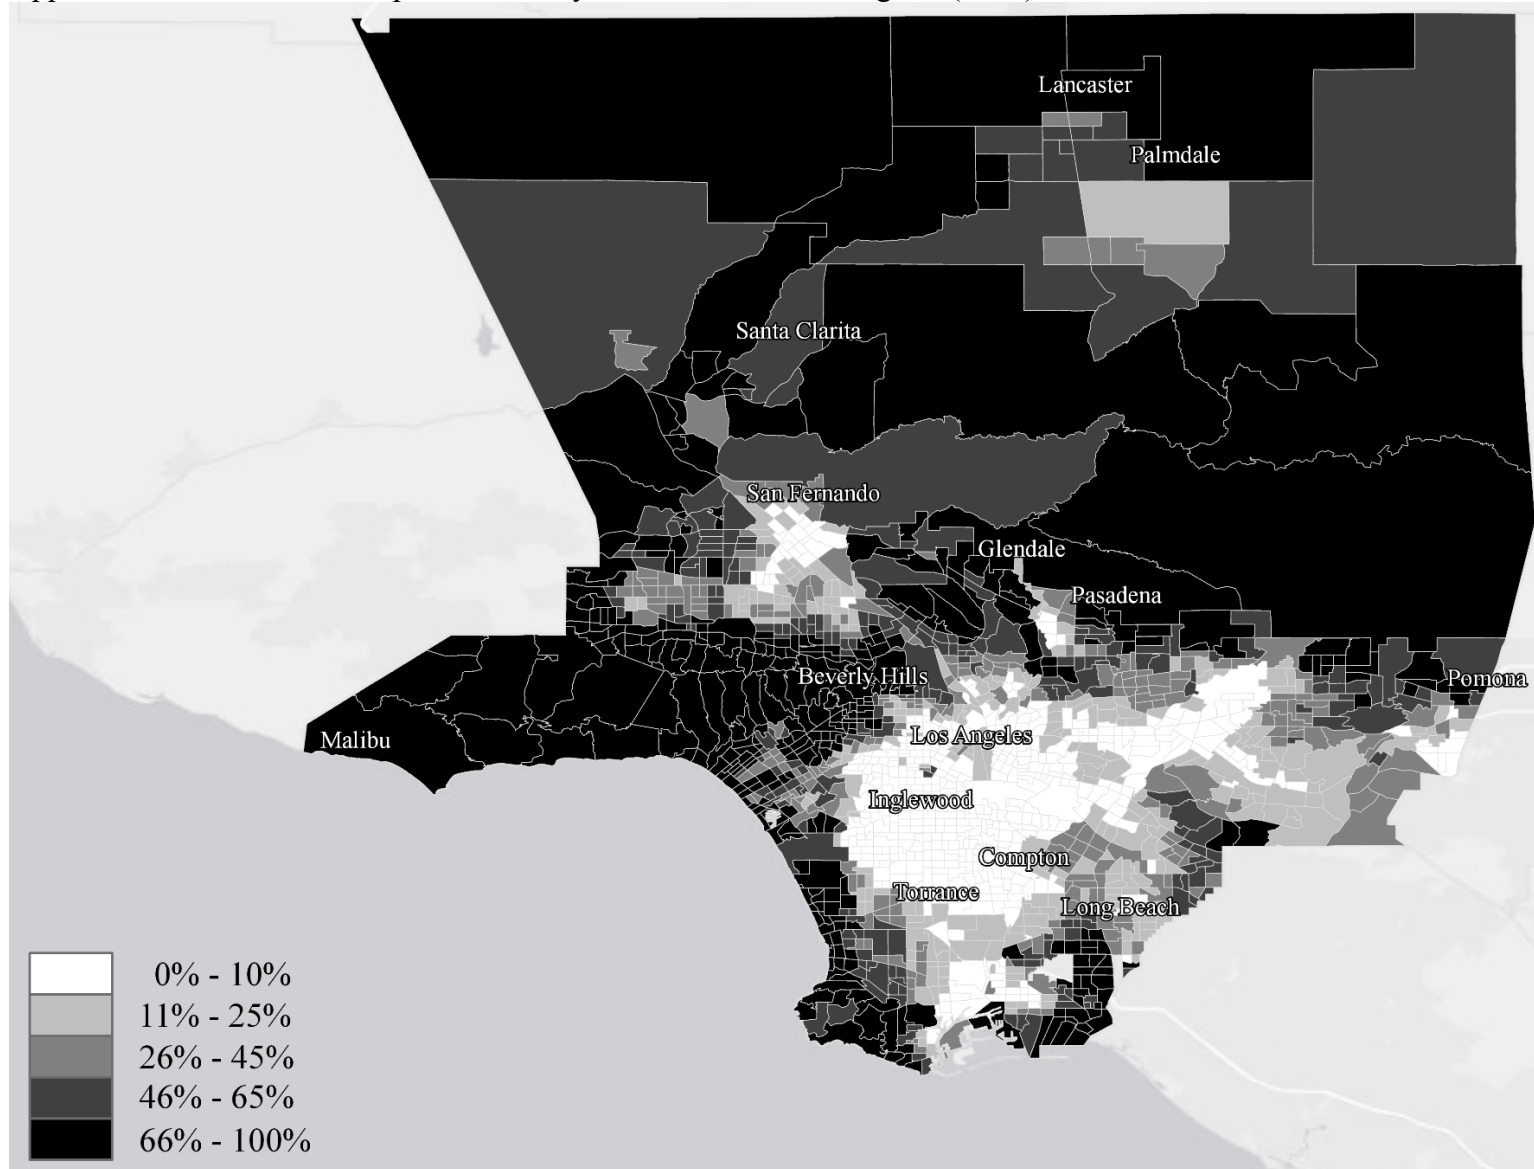 Lancaster
Palmdale
Santa Clarita
San Fernando
Glendale
Pasadena
Beverly Hills
Pomona
Malibu
Los Angeles
Inglewood
Compton
Torrance
Long Beach
0% - 10%
11% - 25%
26% - 45%
46% - 65%
66% - 100%